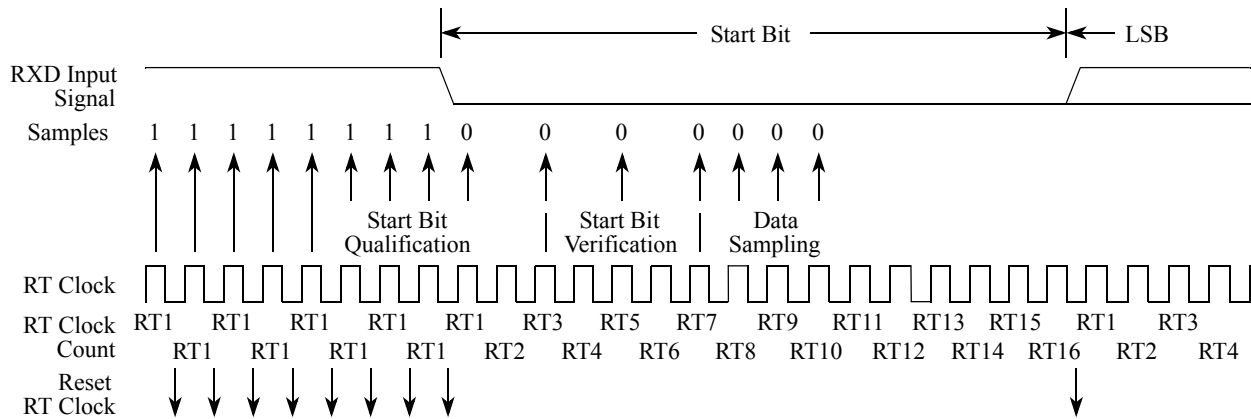 Start Bit LSB
RXD Input
Signal
Samples 1 1 1 1 1 1 1 1 0 0 0 0 0 0 0
Start Bit Start Bit Data
Qualification Verification Sampling
RT Clock
RT Clock RT1 RT1 RT1 RT1 RT1 RT3 RT5 RT7 RT9 RT11 RT13 RT15 RT1 RT3
Count RT1 RT1 RT1 RT1 RT2 RT4 RT6 RT8 RT10 RT12 RT14 RT16 RT2 RT4
Reset
RT Clock